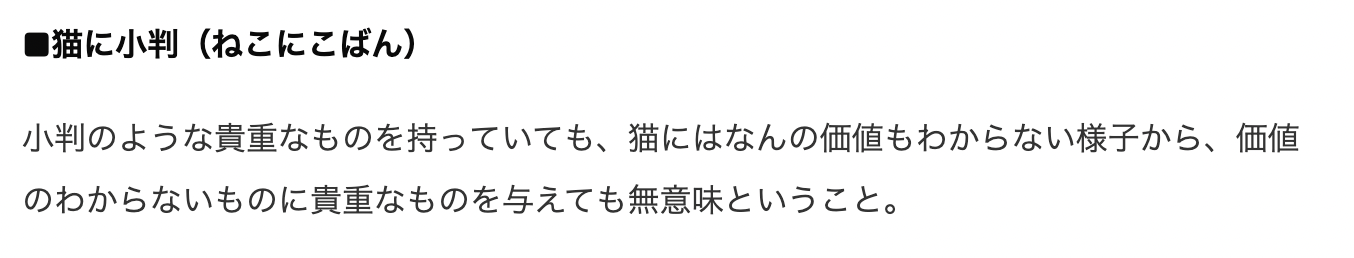 ■猫に小判（ねこにこばん）
小判のような貴重なものを持っていても、猫にはなんの価値もわからない様子から、価値
のわからないものに貴重なものを与えても無意味ということ。